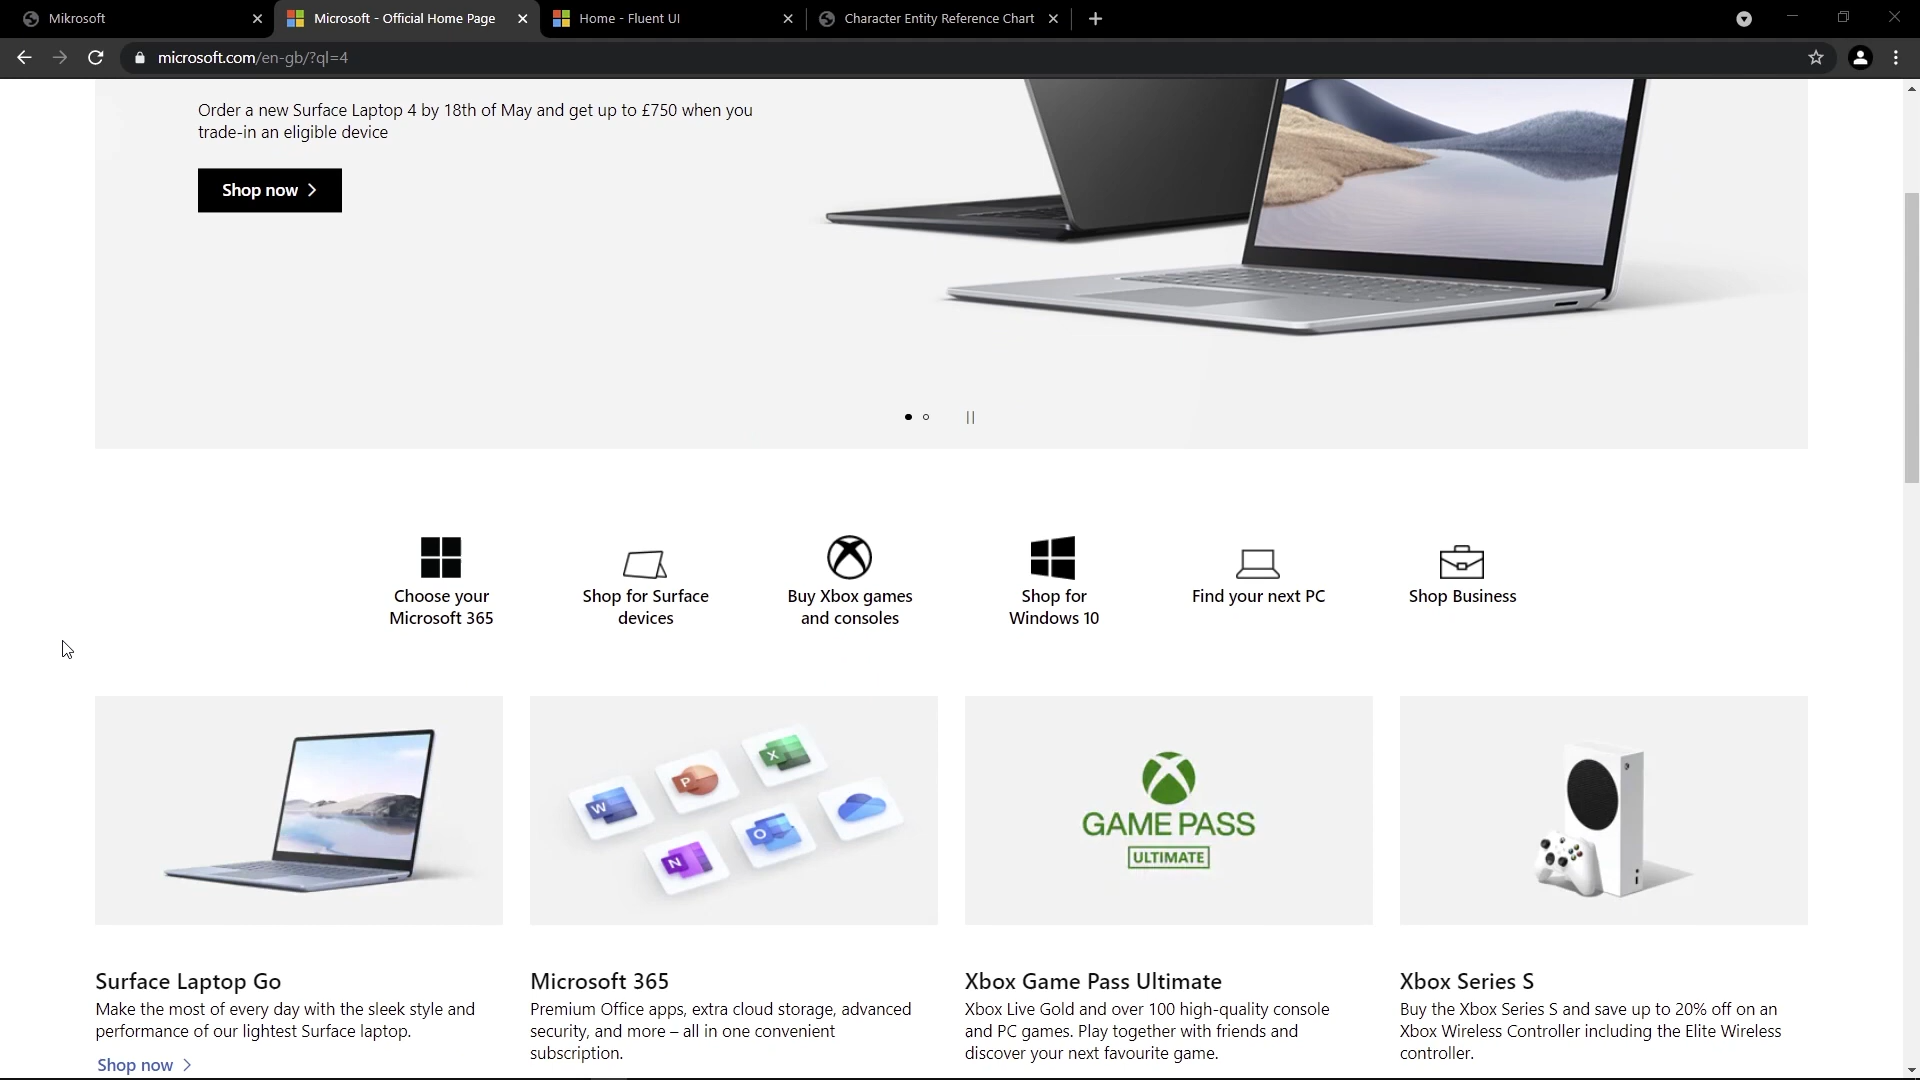 Mikrosoft
Microsoft - Official Home Page
Home - Fluent UI
Character Entity Reference Chart
microsoft.com/en-gb/?ql=4
Order a new Surface Laptop 4 by 18th of May and get up to £750 when you
trade-in an eligible device
Shop now
Choose your
Microsoft 365
Shop for Surface
devices
Buy Xbox games
and consoles
Shop for
Windows 10
Find your next PC
Shop Business
W
P
X
N
O
GAME PASS
ULTIMATE
Surface Laptop Go
Make the most of every day with the sleek style and
performance of our lightest Surface laptop.
Shop now
Microsoft 365
Premium Office apps, extra cloud storage, advanced
security, and more – all in one convenient
subscription.
Xbox Game Pass Ultimate
Xbox Live Gold and over 100 high-quality console
and PC games. Play together with friends and
discover your next favourite game.
Xbox Series S
Buy the Xbox Series S and save up to 20% off on an
Xbox Wireless Controller including the Elite Wireless
controller.